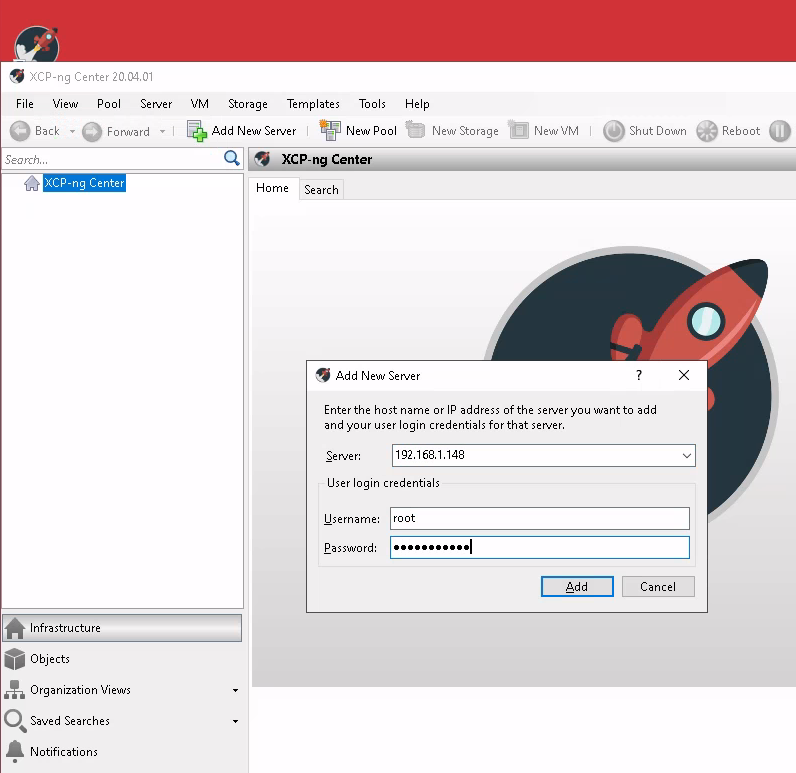 XCP-ng Center 20.04.01
File View Pool Server VM Storage Templates Tools Help
Back Forward Add New Server New Pool New Storage New VM Shut Down Reboot
Search...
XCP-ng Center
XCP-ng Center
Home Search
Add New Server ?
Enter the host name or IP address of the server you want to add
and your user login credentials for that server.
Server: 192.168.1.148
User login credentials
Username: root
Password: ●●●●●●●●●●●
Add Cancel
Infrastructure
Objects
Organization Views
Saved Searches
Notifications